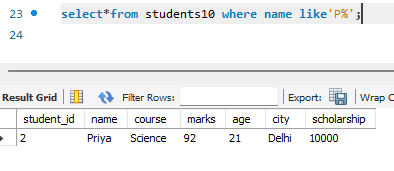 23 select*from students10 where name like'P%';
24
Result Grid Filter Rows: Export: Wrap C
student_id name course marks age city scholarship
2 Priya Science 92 21 Delhi 10000